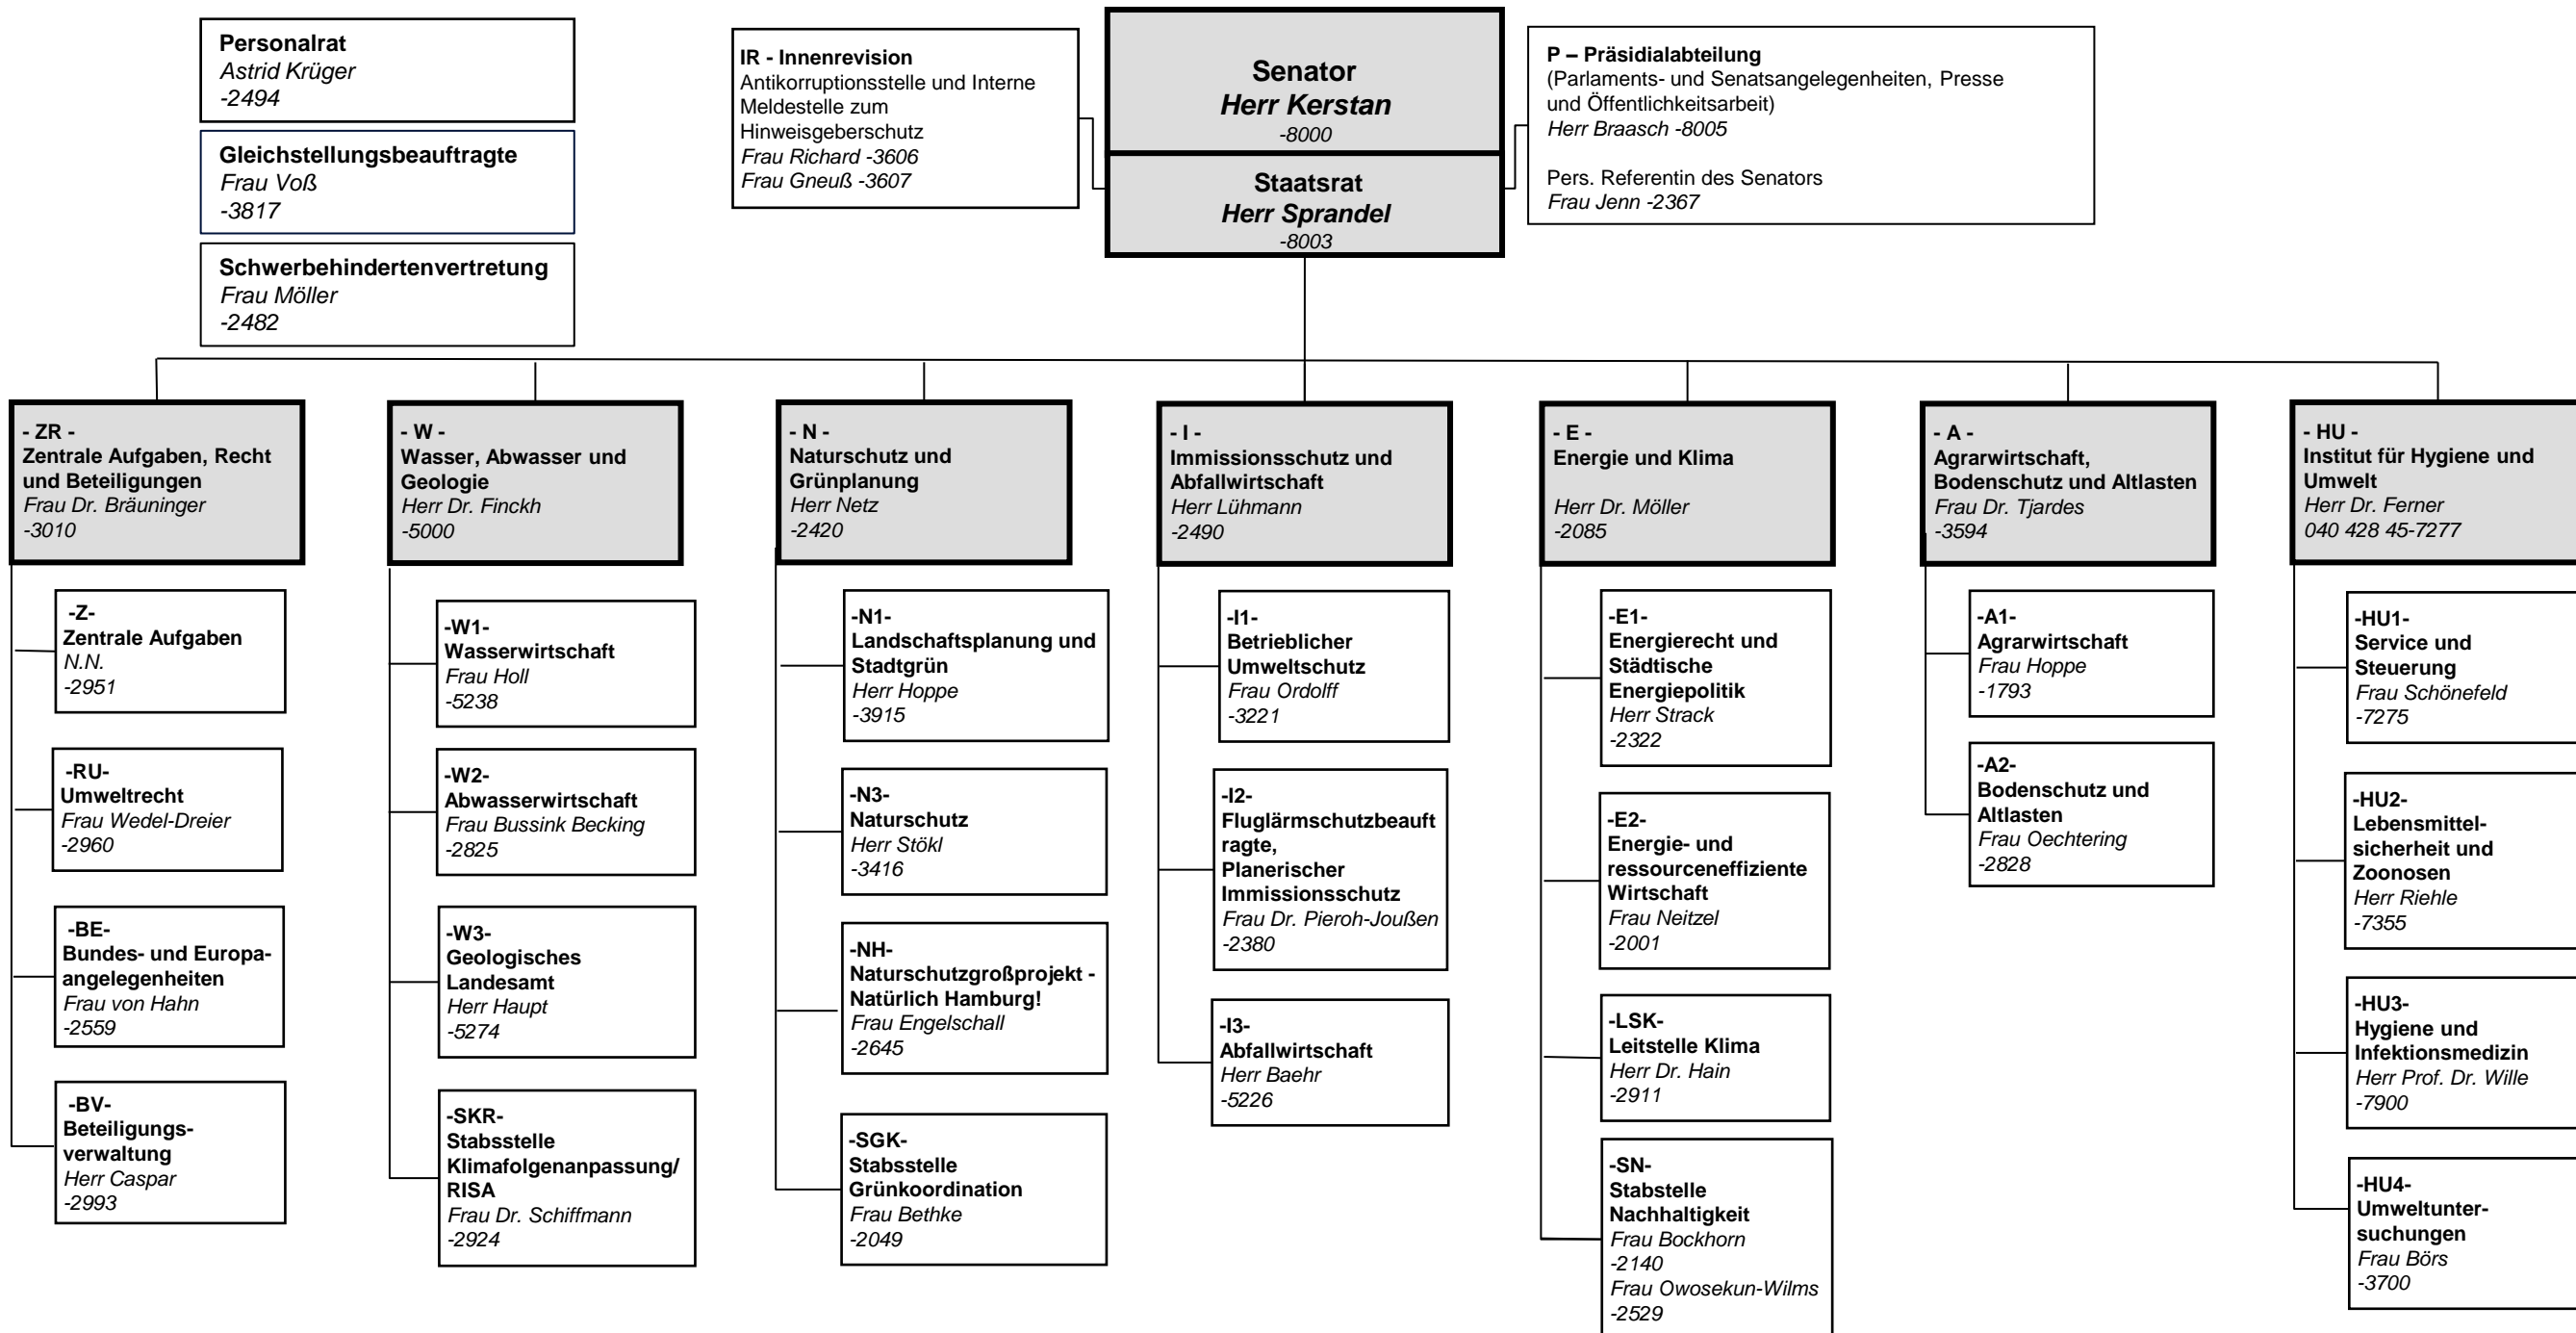 Personalrat
Astrid Krüger
-2494
Gleichstellungsbeauftragte
Frau Voß
-3817
Schwerbehindertenvertretung
Frau Möller
-2482
IR - Innenrevision
Antikorruptionsstelle und Interne
Meldestelle zum
Hinweisgeberschutz
Frau Richard -3606
Frau Gneuß -3607
Senator
Herr Kerstan
-8000
Staatsrat
Herr Sprandel
-8003
P – Präsidialabteilung
(Parlaments- und Senatsangelegenheiten, Presse
und Öffentlichkeitsarbeit)
Herr Braasch -8005
Pers. Referentin des Senators
Frau Jenn -2367
- ZR -
Zentrale Aufgaben, Recht
und Beteiligungen
Frau Dr. Bräuninger
-3010
-Z-
Zentrale Aufgaben
N.N.
-2951
-RU-
Umweltrecht
Frau Wedel-Dreier
-2960
-BE-
Bundes- und Europa-
angelegenheiten
Frau von Hahn
-2559
-BV-
Beteiligungs-
verwaltung
Herr Caspar
-2993
- W -
Wasser, Abwasser und
Geologie
Herr Dr. Finckh
-5000
-W1-
Wasserwirtschaft
Frau Holl
-5238
-W2-
Abwasserwirtschaft
Frau Bussink Becking
-2825
-W3-
Geologisches
Landesamt
Herr Haupt
-5274
-SKR-
Stabsstelle
Klimafolgenanpassung/
RISA
Frau Dr. Schiffmann
-2924
- N -
Naturschutz und
Grünplanung
Herr Netz
-2420
-N1-
Landschaftsplanung und
Stadtgrün
Herr Hoppe
-3915
-N3-
Naturschutz
Herr Stökl
-3416
-NH-
Naturschutzgroßprojekt -
Natürlich Hamburg!
Frau Engelschall
-2645
-SGK-
Stabsstelle
Grünkoordination
Frau Bethke
-2049
- I -
Immissionsschutz und
Abfallwirtschaft
Herr Lühmann
-2490
-I1-
Betrieblicher
Umweltschutz
Frau Ordolff
-3221
-I2-
Fluglärmschutzbeauft
ragte,
Planerischer
Immissionsschutz
Frau Dr. Pieroh-Joußen
-2380
-I3-
Abfallwirtschaft
Herr Baehr
-5226
- E -
Energie und Klima
Herr Dr. Möller
-2085
-E1-
Energierecht und
Städtische
Energiepolitik
Herr Strack
-2322
-E2-
Energie- und
ressourceneffiziente
Wirtschaft
Frau Neitzel
-2001
-LSK-
Leitstelle Klima
Herr Dr. Hain
-2911
-SN-
Stabstelle
Nachhaltigkeit
Frau Bockhorn
-2140
Frau Owosekun-Wilms
-2529
- A -
Agrarwirtschaft,
Bodenschutz und Altlasten
Frau Dr. Tjardes
-3594
-A1-
Agrarwirtschaft
Frau Hoppe
-1793
-A2-
Bodenschutz und
Altlasten
Frau Oechtering
-2828
- HU -
Institut für Hygiene und
Umwelt
Herr Dr. Ferner
040 428 45-7277
-HU1-
Service und
Steuerung
Frau Schönefeld
-7275
-HU2-
Lebensmittel-
sicherheit und
Zoonosen
Herr Riehle
-7355
-HU3-
Hygiene und
Infektionsmedizin
Herr Prof. Dr. Wille
-7900
-HU4-
Umweltunter-
suchungen
Frau Börs
-3700